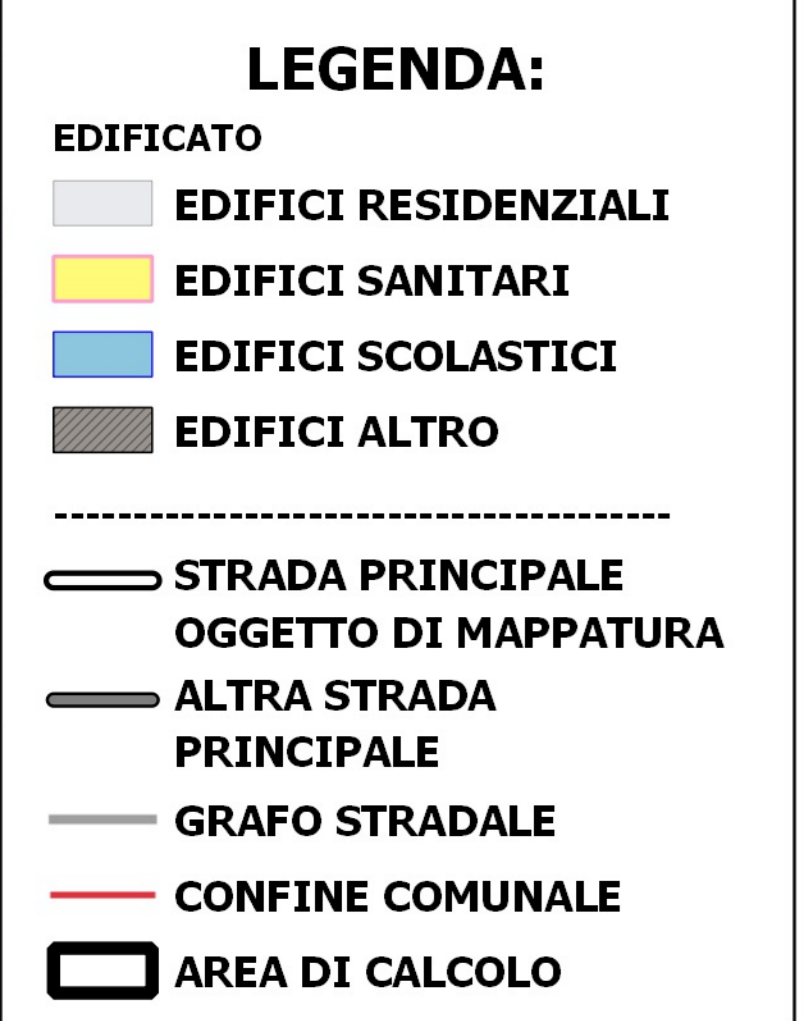 LEGENDA:
EDIFICATO
EDIFICI RESIDENZIALI
EDIFICI SANITARI
EDIFICI SCOLASTICI
EDIFICI ALTRO
---------------------------------------
STRADA PRINCIPALE
OGGETTO DI MAPPATURA
ALTRA STRADA
PRINCIPALE
GRAFO STRADALE
CONFINE COMUNALE
AREA DI CALCOLO